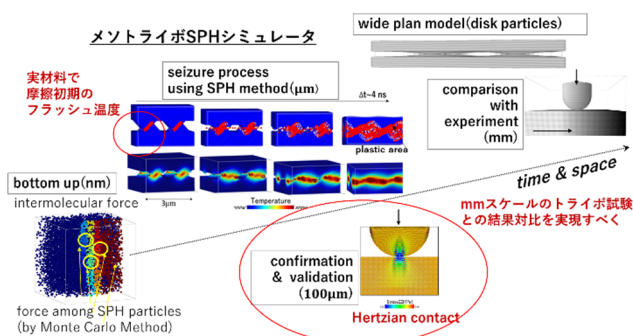 メソトライボSPHシミュレータ
wide plan model(disk particles)
実材料で
摩擦初期の
フラッシュ温度
seizure process
using SPH method(μm)
Δt~4 ns
comparison
with
experiment
(mm)
plastic area
bottom up(nm)
intermolecular force
3μm
Temperature
time & space
mmスケールのトライボ試験
との結果対比を実現すべく
confirmation
& validation
(100μm)
Hertzian contact
force among SPH particles
(by Monte Carlo Method)